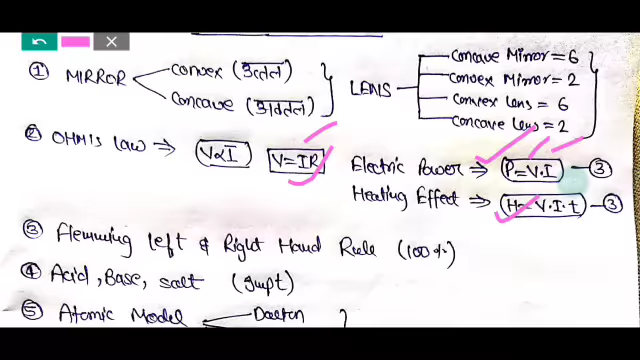 ① MIRROR convex (उत्तल)
concave (अवतल)
LENS
concave Mirror = 6
convex Mirror = 2
convex Lens = 6
concave Lens = 2
② OHM's Law ⇒ V∝I V=IR
Electric Power ⇒ P=V·I — ③
Heating Effect ⇒ H=V·I·t — ③
③ Flemming left & Right Hand Rule (100%)
④ Acid, Base, salt (gmpt)
⑤ Atomic Model Dalton